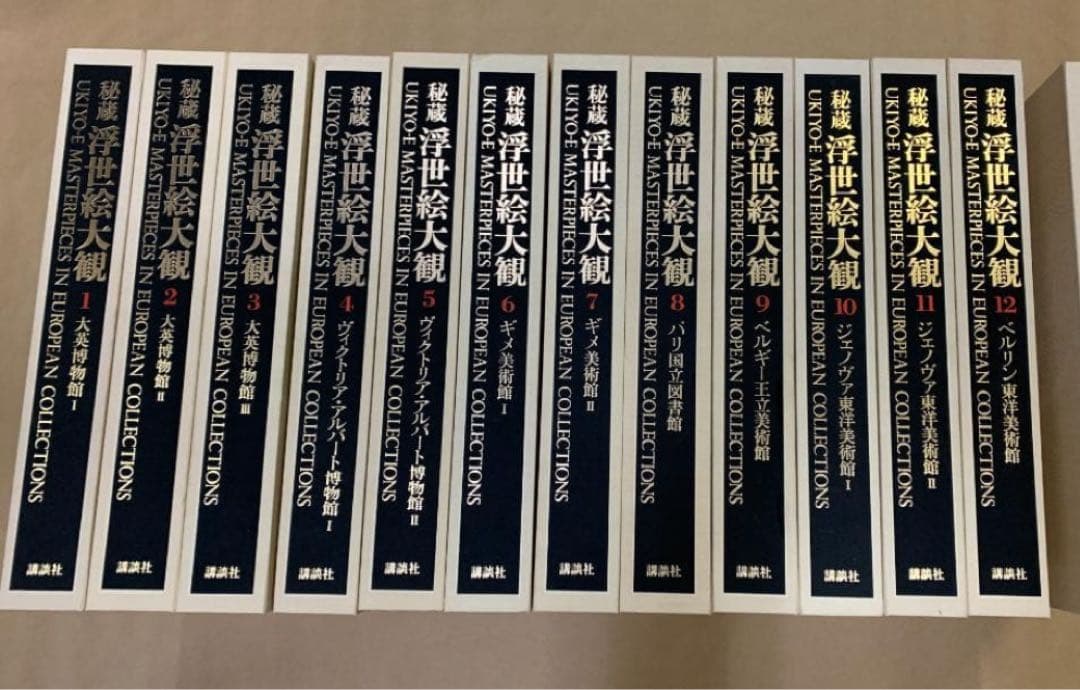 秘蔵 浮世絵大観 1 大英博物館 I
UKIYO-E MASTERPIECES IN EUROPEAN COLLECTIONS
講談社
秘蔵 浮世絵大観 2 大英博物館 II
UKIYO-E MASTERPIECES IN EUROPEAN COLLECTIONS
講談社
秘蔵 浮世絵大観 3 大英博物館 III
UKIYO-E MASTERPIECES IN EUROPEAN COLLECTIONS
講談社
秘蔵 浮世絵大観 4 ヴィクトリア・アルバート博物館 I
UKIYO-E MASTERPIECES IN EUROPEAN COLLECTIONS
講談社
秘蔵 浮世絵大観 5 ヴィクトリア・アルバート博物館 II
UKIYO-E MASTERPIECES IN EUROPEAN COLLECTIONS
講談社
秘蔵 浮世絵大観 6 ギメ美術館 I
UKIYO-E MASTERPIECES IN EUROPEAN COLLECTIONS
講談社
秘蔵 浮世絵大観 7 ギメ美術館 II
UKIYO-E MASTERPIECES IN EUROPEAN COLLECTIONS
講談社
秘蔵 浮世絵大観 8 パリ国立図書館
UKIYO-E MASTERPIECES IN EUROPEAN COLLECTIONS
講談社
秘蔵 浮世絵大観 9 ベルギー王立美術館
UKIYO-E MASTERPIECES IN EUROPEAN COLLECTIONS
講談社
秘蔵 浮世絵大観 10 ジェノヴァ東洋美術館 I
UKIYO-E MASTERPIECES IN EUROPEAN COLLECTIONS
講談社
秘蔵 浮世絵大観 11 ジェノヴァ東洋美術館 II
UKIYO-E MASTERPIECES IN EUROPEAN COLLECTIONS
講談社
秘蔵 浮世絵大観 12 ベルリン東洋美術館
UKIYO-E MASTERPIECES IN EUROPEAN COLLECTIONS
講談社